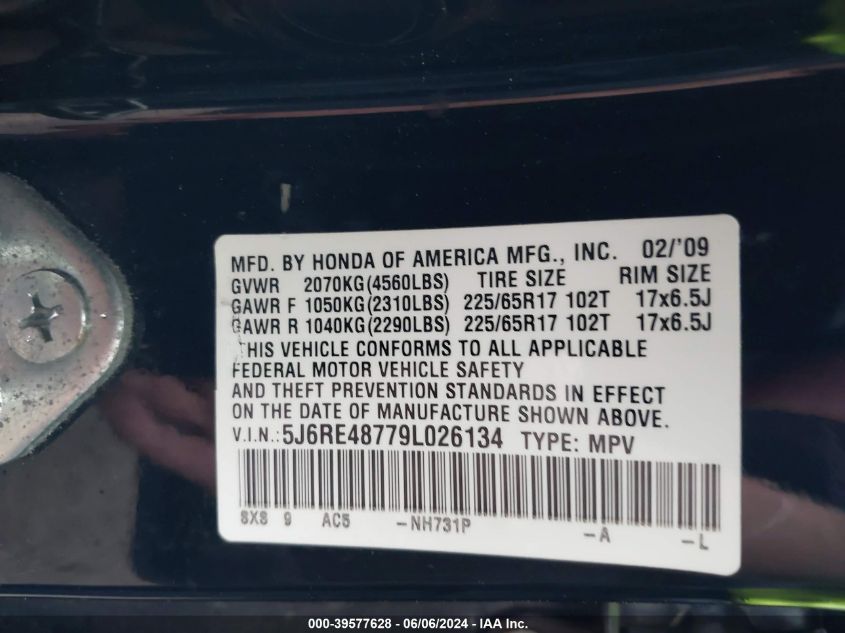 MFD. BY HONDA OF AMERICA MFG., INC. 02/'09
GVWR 2070KG(4560LBS) TIRE SIZE RIM SIZE
GAWR F 1050KG(2310LBS) 225/65R17 102T 17x6.5J
GAWR R 1040KG(2290LBS) 225/65R17 102T 17x6.5J
THIS VEHICLE CONFORMS TO ALL APPLICABLE
FEDERAL MOTOR VEHICLE SAFETY
AND THEFT PREVENTION STANDARDS IN EFFECT
ON THE DATE OF MANUFACTURE SHOWN ABOVE.
V.I.N.: 5J6RE48779L026134 TYPE: MPV
SXS 9 AC5 -NH731P -A -L
000-39577628 - 06/06/2024 - IAA Inc.